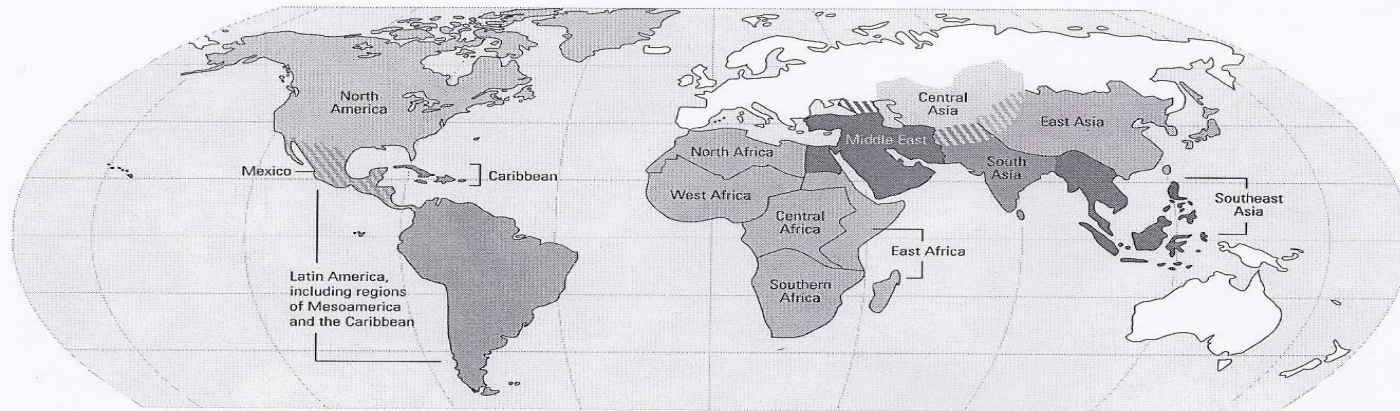 North
America
Mexico
Caribbean
Latin America,
including regions
of Mesoamerica
and the Caribbean
North Africa
West Africa
Central
Africa
East Africa
Southern
Africa
Middle East
Central
Asia
East Asia
South
Asia
Southeast
Asia